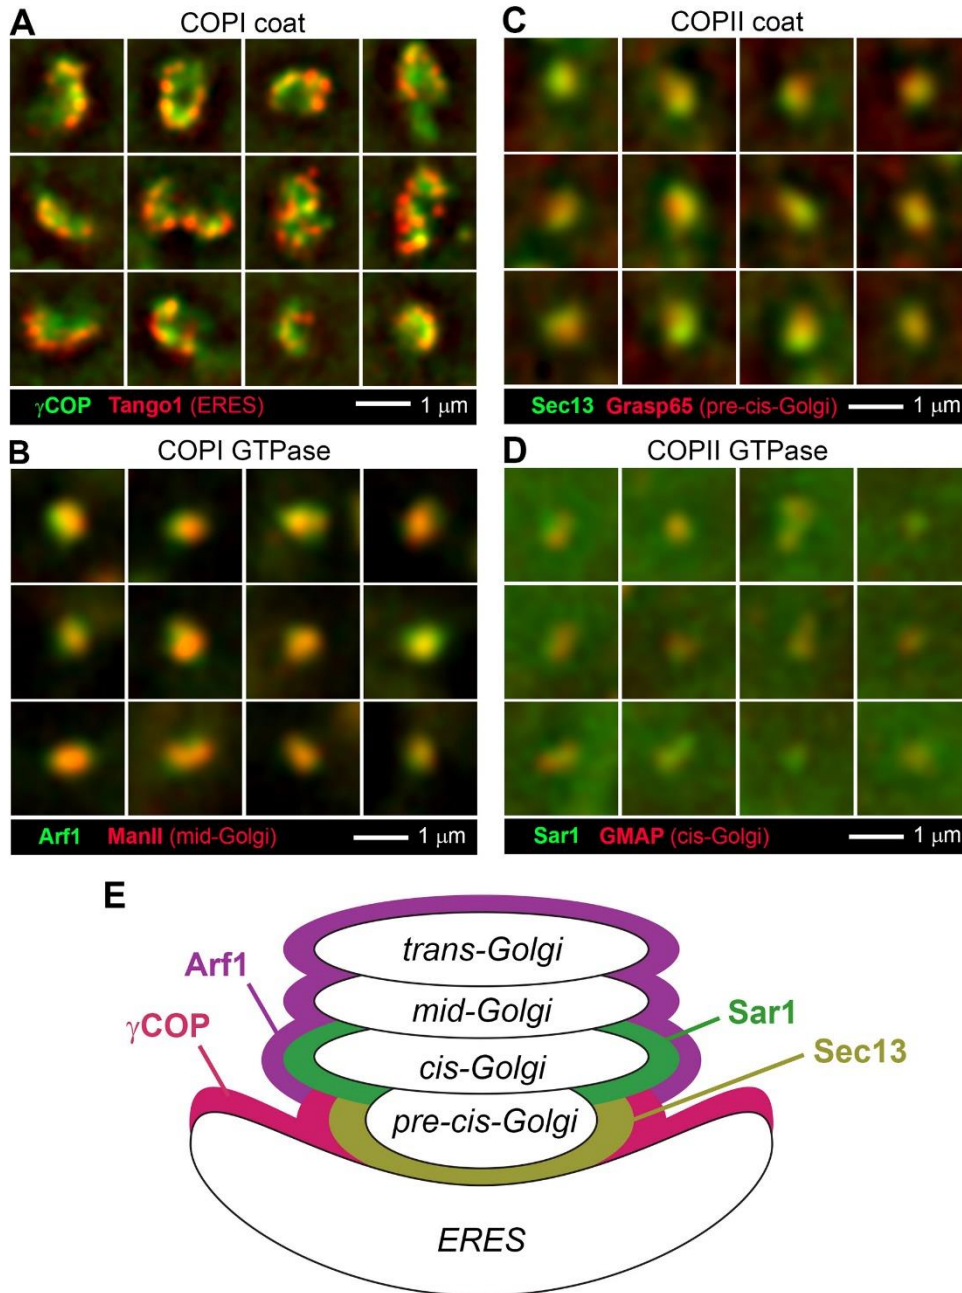 A
COPI coat
γCOP Tango1 (ERES) 1 μm
B
COPI GTPase
Arf1 ManII (mid-Golgi) 1 μm
C
COPII coat
Sec13 Grasp65 (pre-cis-Golgi) 1 μm
D
COPII GTPase
Sar1 GMAP (cis-Golgi) 1 μm
E
trans-Golgi
Arf1
mid-Golgi
Sar1
γCOP
cis-Golgi
Sec13
pre-cis-Golgi
ERES